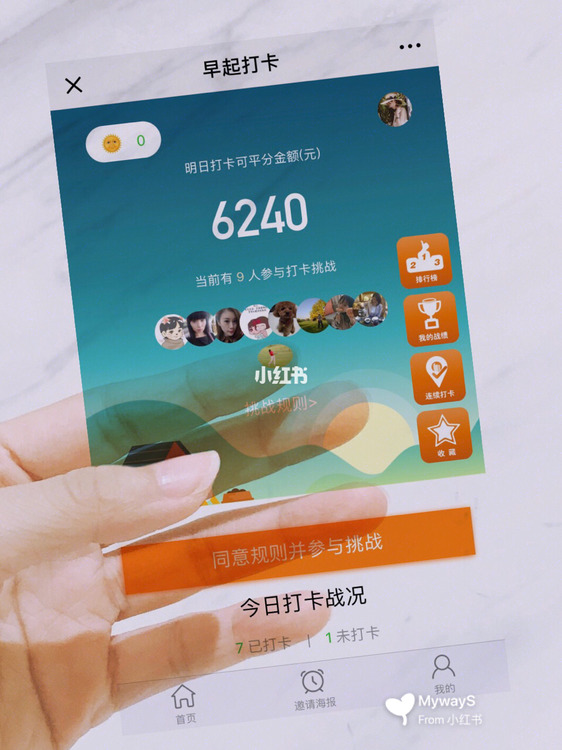 早起打卡
0
明日打卡可平分金额(元)
6240
当前有 9 人参与打卡挑战
1
2
3
排行榜
我的战绩
连续打卡
收藏
小红书
挑战规则>
同意规则并参与挑战
今日打卡战况
7 已打卡 | 1 未打卡
首页
邀请海报
我的
MywayS
From 小红书